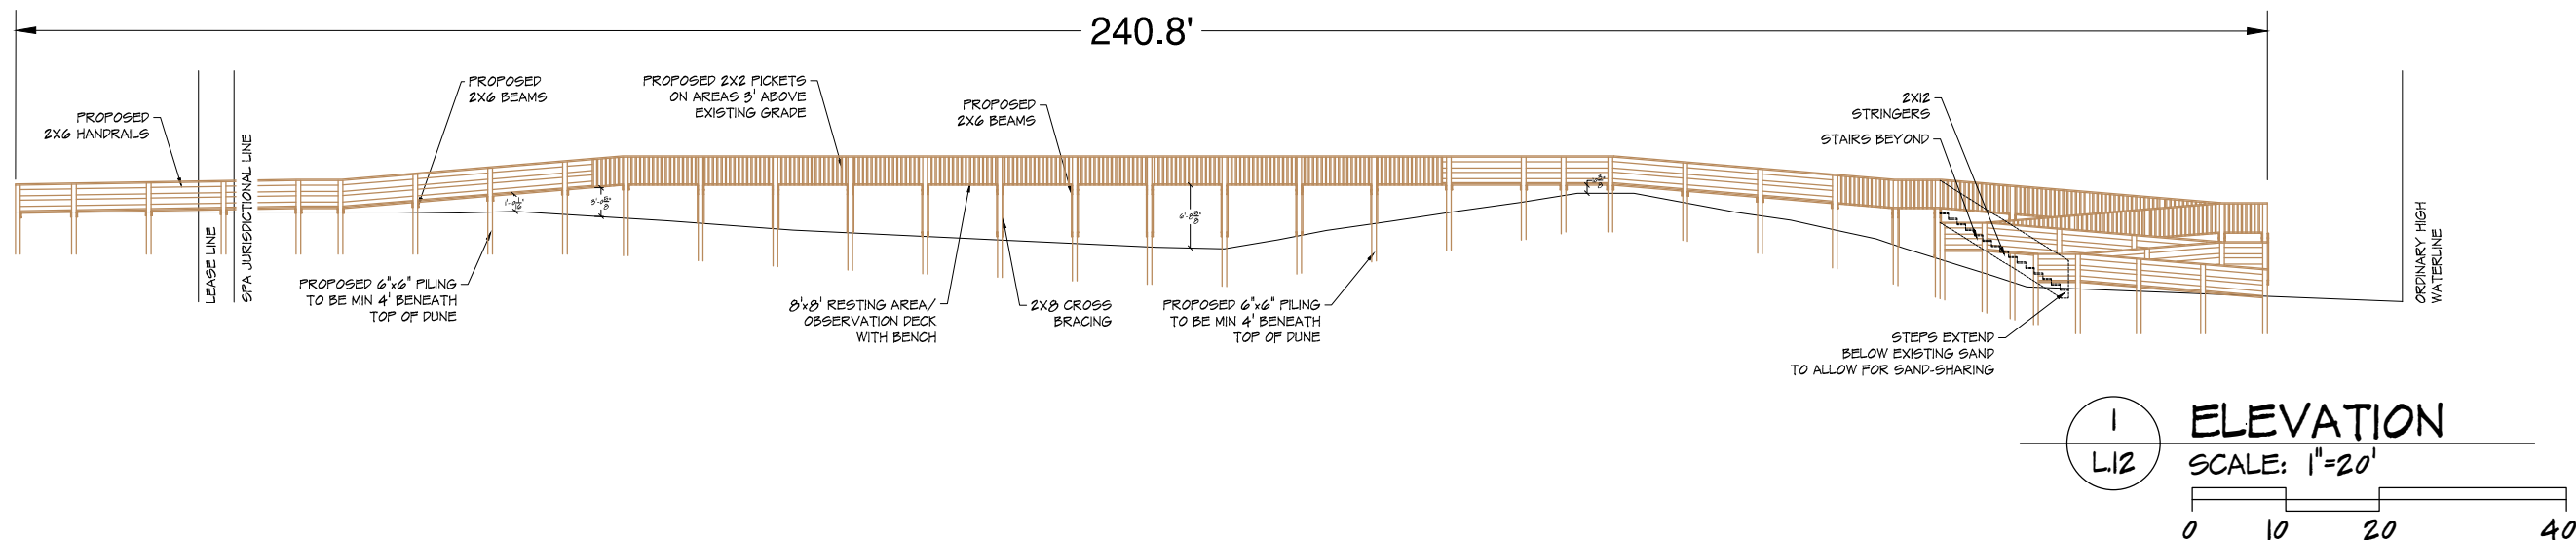 240.8'
PROPOSED
2X6 HANDRAILS
LEASE LINE
SPA JURISDICTIONAL LINE
PROPOSED
2X6 BEAMS
PROPOSED 2X2 PICKETS
ON AREAS 3' ABOVE
EXISTING GRADE
PROPOSED
2X6 BEAMS
2X12
STRINGERS
STAIRS BEYOND
ORDINARY HIGH
WATERLINE
PROPOSED 6"x6" PILING
TO BE MIN 4' BENEATH
TOP OF DUNE
8'x8' RESTING AREA/
OBSERVATION DECK
WITH BENCH
2X8 CROSS
BRACING
PROPOSED 6"x6" PILING
TO BE MIN 4' BENEATH
TOP OF DUNE
STEPS EXTEND
BELOW EXISTING SAND
TO ALLOW FOR SAND-SHARING
1
L.12
ELEVATION
SCALE: 1"=20'
0 10 20 40